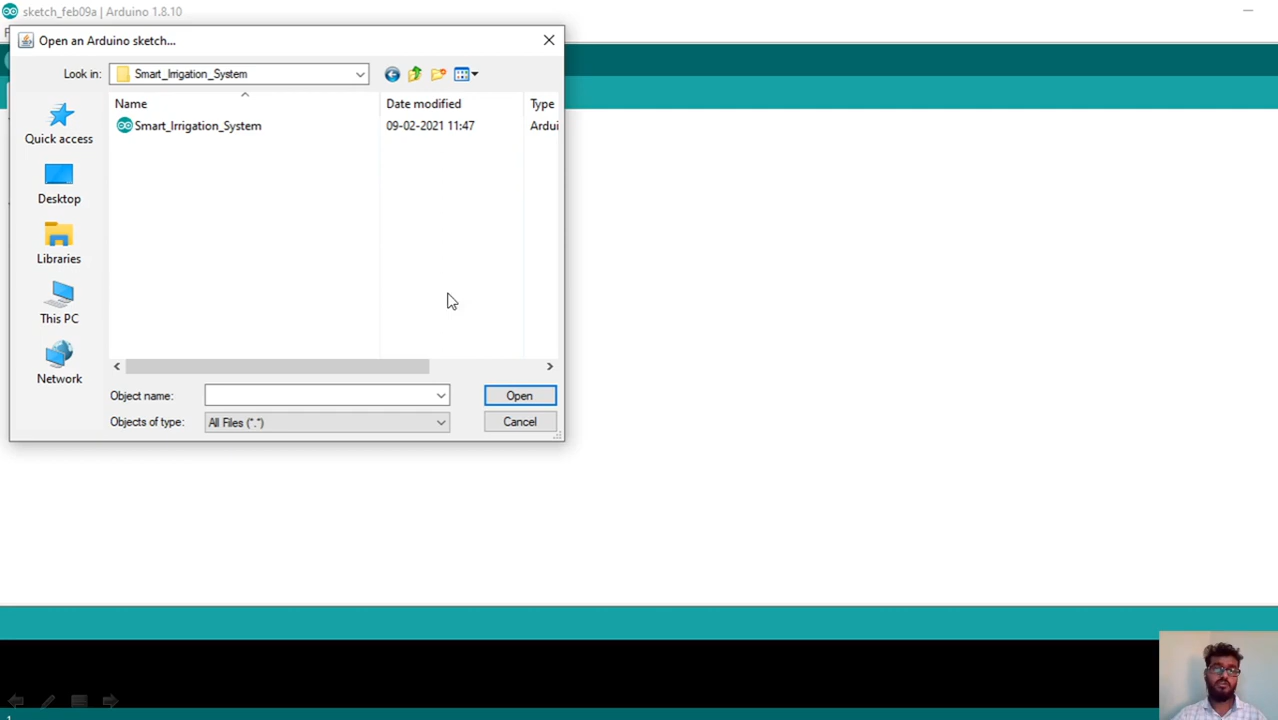 sketch_feb09a | Arduino 1.8.10
Open an Arduino sketch...
Look in: Smart_Irrigation_System
Name Date modified Type
Smart_Irrigation_System 09-02-2021 11:47 Ardui
Quick access
Desktop
Libraries
This PC
Network
Object name: Open
Objects of type: All Files (*.*) Cancel